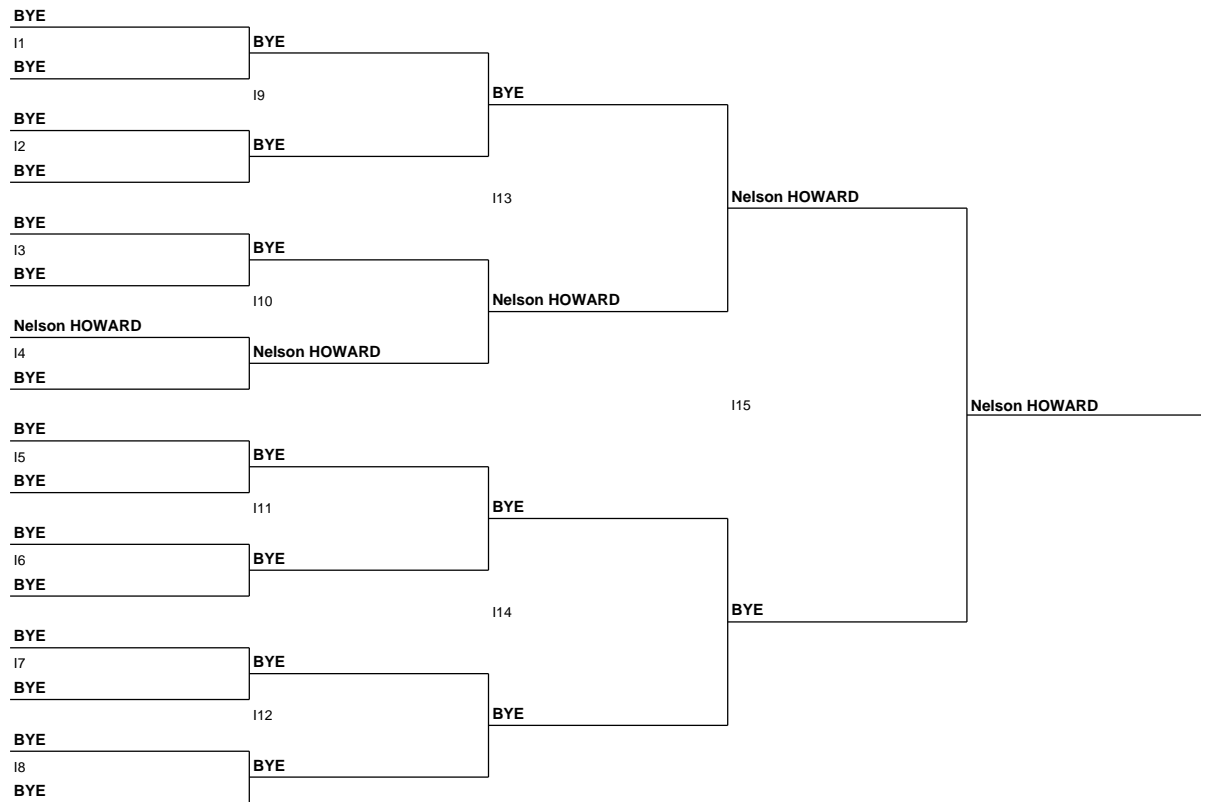 BYE
I1
BYE
BYE
I9
BYE
BYE
I2
BYE
BYE
I13
Nelson HOWARD
BYE
I3
BYE
BYE
I10
Nelson HOWARD
Nelson HOWARD
I4
Nelson HOWARD
BYE
I15
Nelson HOWARD
BYE
I5
BYE
BYE
I11
BYE
BYE
I6
BYE
BYE
I14
BYE
BYE
I7
BYE
BYE
I12
BYE
BYE
I8
BYE
BYE